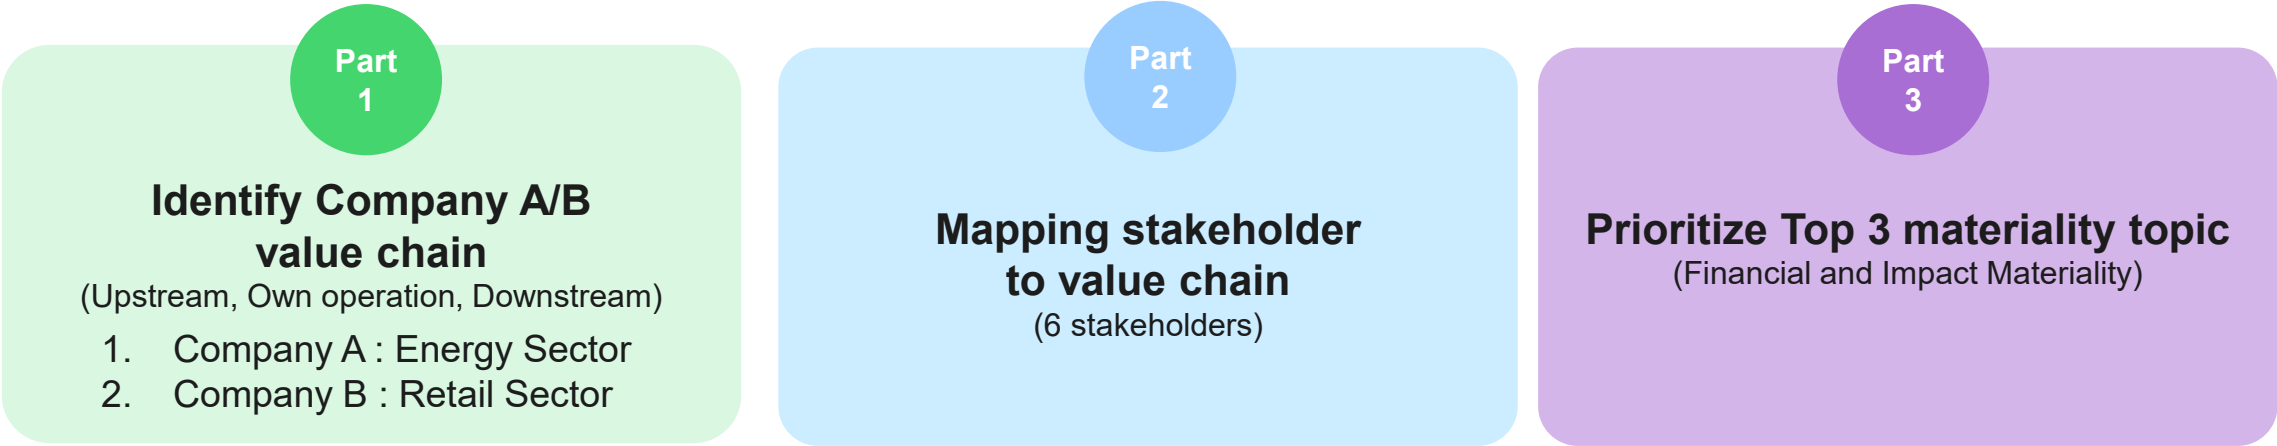 Part
1
Identify Company A/B
value chain
(Upstream, Own operation, Downstream)
1. Company A : Energy Sector
2. Company B : Retail Sector
Part
2
Mapping stakeholder
to value chain
(6 stakeholders)
Part
3
Prioritize Top 3 materiality topic
(Financial and Impact Materiality)